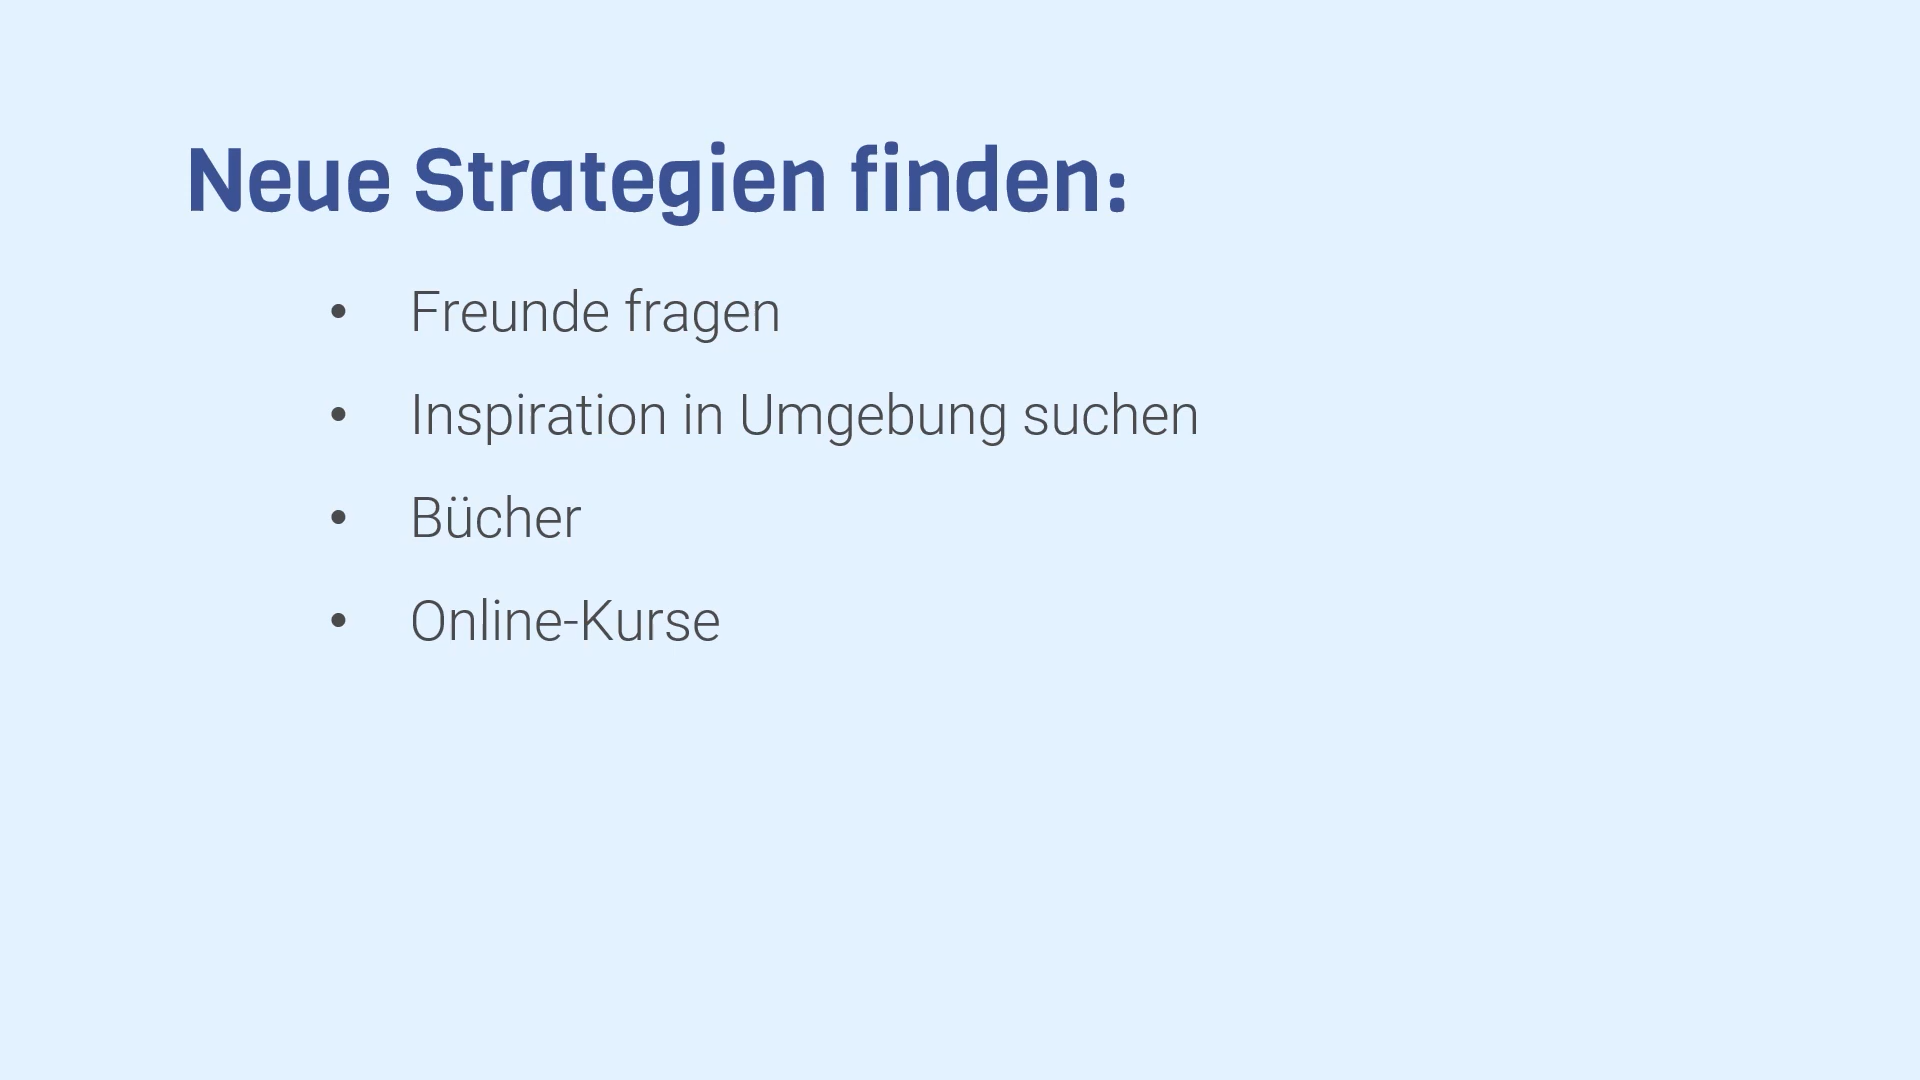 Neue Strategien finden:
• Freunde fragen
• Inspiration in Umgebung suchen
• Bücher
• Online-Kurse